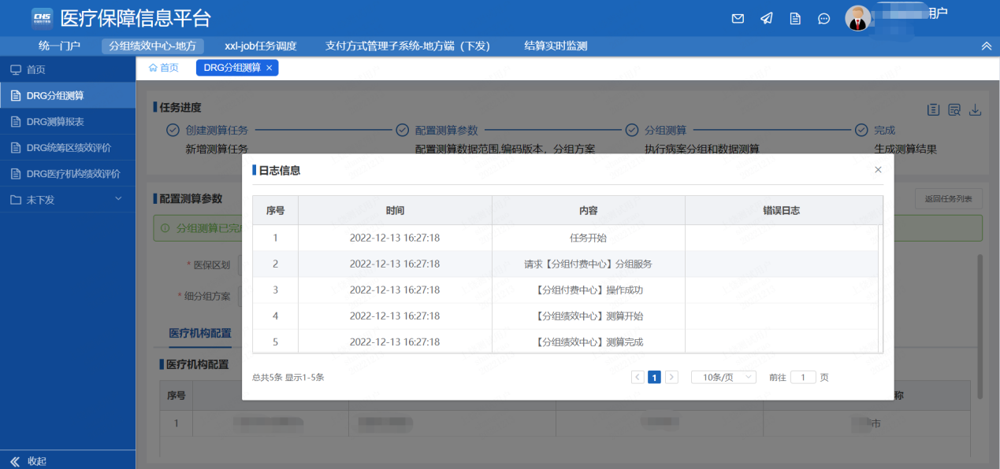 CHS 医疗保障信息平台
用户
统一门户 分组绩效中心-地方 xxl-job任务调度 支付方式管理子系统-地方端（下发） 结算实时监测
首页
DRG分组测算
DRG测算报表
DRG统筹区绩效评价
DRG医疗机构绩效评价
未下发
收起
首页 DRG分组测算 ×
任务进度
创建测算任务 配置测算参数 分组测算 完成
新增测算任务 配置测算数据范围,编码版本，分组方案 执行病案分组和数据测算 生成测算结果
配置测算参数 返回任务列表
分组测算已完
* 医保区划
* 细分组方案
医疗机构配置
医疗机构配置
序号 称
1 市
日志信息 ×
序号 时间 内容 错误日志
1 2022-12-13 16:27:18 任务开始
2 2022-12-13 16:27:18 请求【分组付费中心】分组服务
3 2022-12-13 16:27:18 【分组付费中心】操作成功
4 2022-12-13 16:27:18 【分组绩效中心】测算开始
5 2022-12-13 16:27:18 【分组绩效中心】测算完成
总共5条 显示1-5条 < 1 > 10条/页 前往 1 页